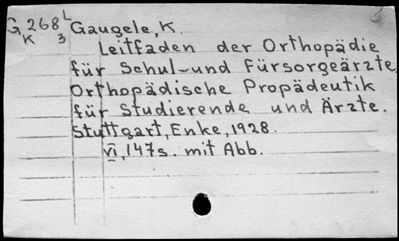 G 268 L Gaugele, K.
K 3
Leitfaden der Orthopädie
für Schul- und Fürsorgeärzte.
Orthopädische Propädeutik
für Studierende und Ärzte.
Stuttgart, Enke, 1928.
VI, 147s. mit Abb.